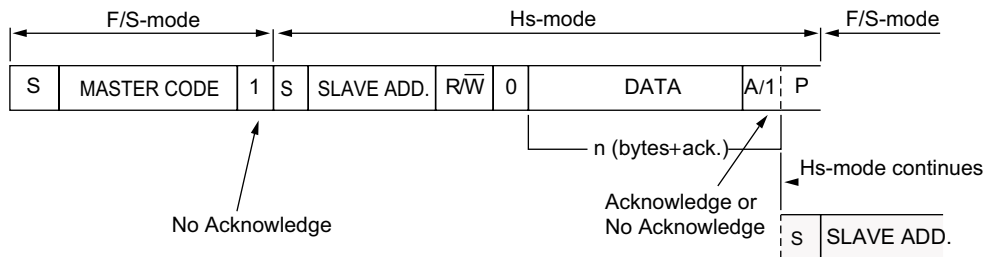 F/S-mode Hs-mode F/S-mode
S MASTER CODE 1 S SLAVE ADD. R/W̅ 0 DATA A/1 P
n (bytes+ack.)
Hs-mode continues
No Acknowledge
Acknowledge or
No Acknowledge
S SLAVE ADD.